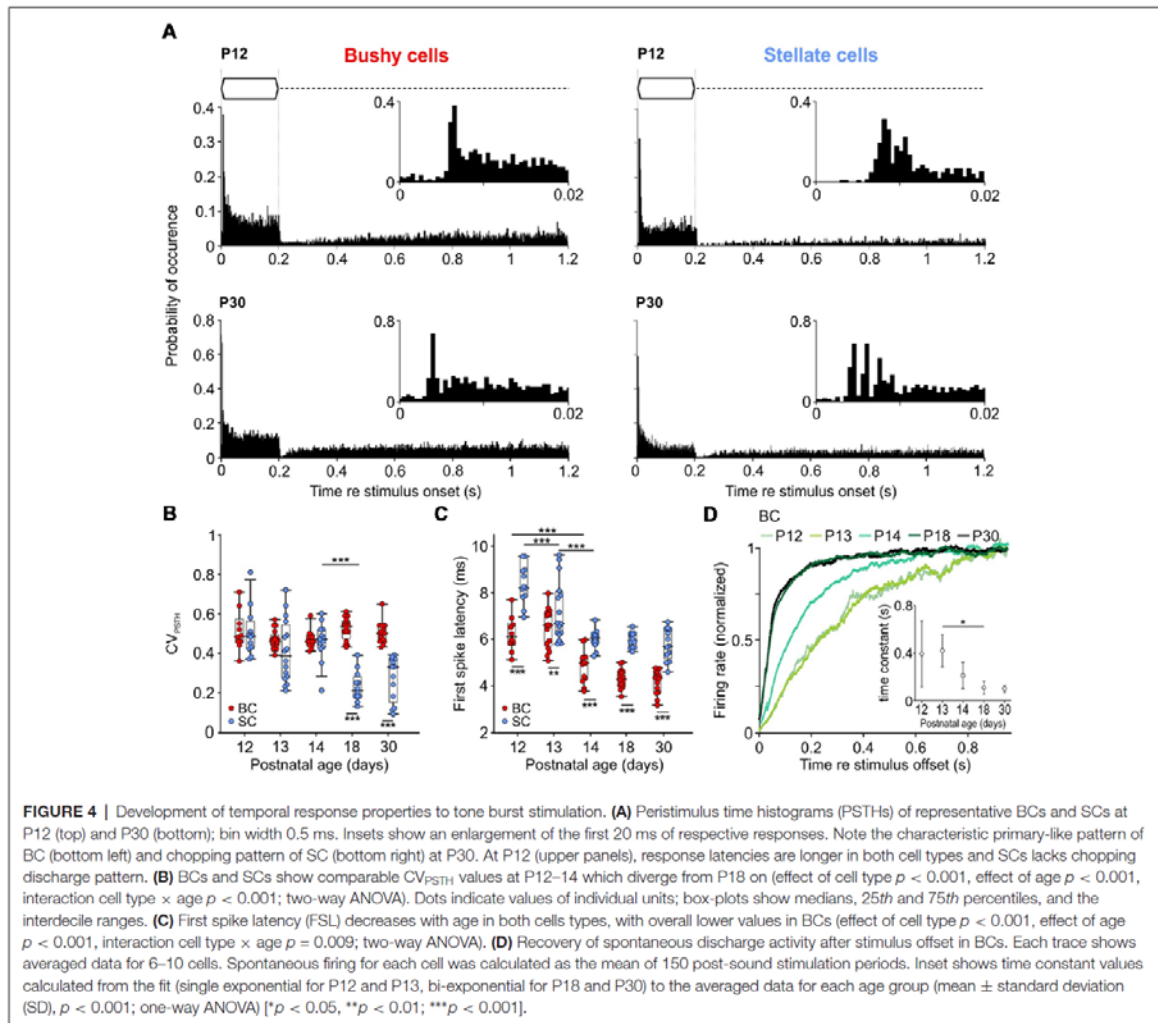 A
P12
Bushy cells
Stellate cells
0.4
0.3
0.2
0.1
0
0.4
0
0
0.02
0 0.2 0.4 0.6 0.8 1 1.2
0.4
0
0
0.02
0 0.2 0.4 0.6 0.8 1 1.2
Probability of occurence
P30
0.8
0.6
0.4
0.2
0
0.8
0
0
0.02
0 0.2 0.4 0.6 0.8 1 1.2
Time re stimulus onset (s)
P30
0.8
0
0
0.02
0 0.2 0.4 0.6 0.8 1 1.2
Time re stimulus onset (s)
B
1
0.8
0.6
0.4
0.2
0
CVPSTH
***
BC
SC
*** ***
12 13 14 18 30
Postnatal age (days)
C
10
8
6
4
2
First spike latency (ms)
***
*** ***
BC
SC
*** ** *** *** ***
12 13 14 18 30
Postnatal age (days)
D
BC
P12 P13 P14 P18 P30
1
0.5
0
Firing rate (normalized)
0 0.2 0.4 0.6 0.8
Time re stimulus offset (s)
0.8
0.4
0
time constant (s)
*
12 13 14 18 30
Postnatal age (days)
FIGURE 4 | Development of temporal response properties to tone burst stimulation. (A) Peristimulus time histograms (PSTHs) of representative BCs and SCs at
P12 (top) and P30 (bottom); bin width 0.5 ms. Insets show an enlargement of the first 20 ms of respective responses. Note the characteristic primary-like pattern of
BC (bottom left) and chopping pattern of SC (bottom right) at P30. At P12 (upper panels), response latencies are longer in both cell types and SCs lacks chopping
discharge pattern. (B) BCs and SCs show comparable CVPSTH values at P12–14 which diverge from P18 on (effect of cell type p < 0.001, effect of age p < 0.001,
interaction cell type × age p < 0.001; two-way ANOVA). Dots indicate values of individual units; box-plots show medians, 25th and 75th percentiles, and the
interdecile ranges. (C) First spike latency (FSL) decreases with age in both cells types, with overall lower values in BCs (effect of cell type p < 0.001, effect of age
p < 0.001, interaction cell type × age p = 0.009; two-way ANOVA). (D) Recovery of spontaneous discharge activity after stimulus offset in BCs. Each trace shows
averaged data for 6–10 cells. Spontaneous firing for each cell was calculated as the mean of 150 post-sound stimulation periods. Inset shows time constant values
calculated from the fit (single exponential for P12 and P13, bi-exponential for P18 and P30) to the averaged data for each age group (mean ± standard deviation
(SD), p < 0.001; one-way ANOVA) [*p < 0.05, **p < 0.01; ***p < 0.001].